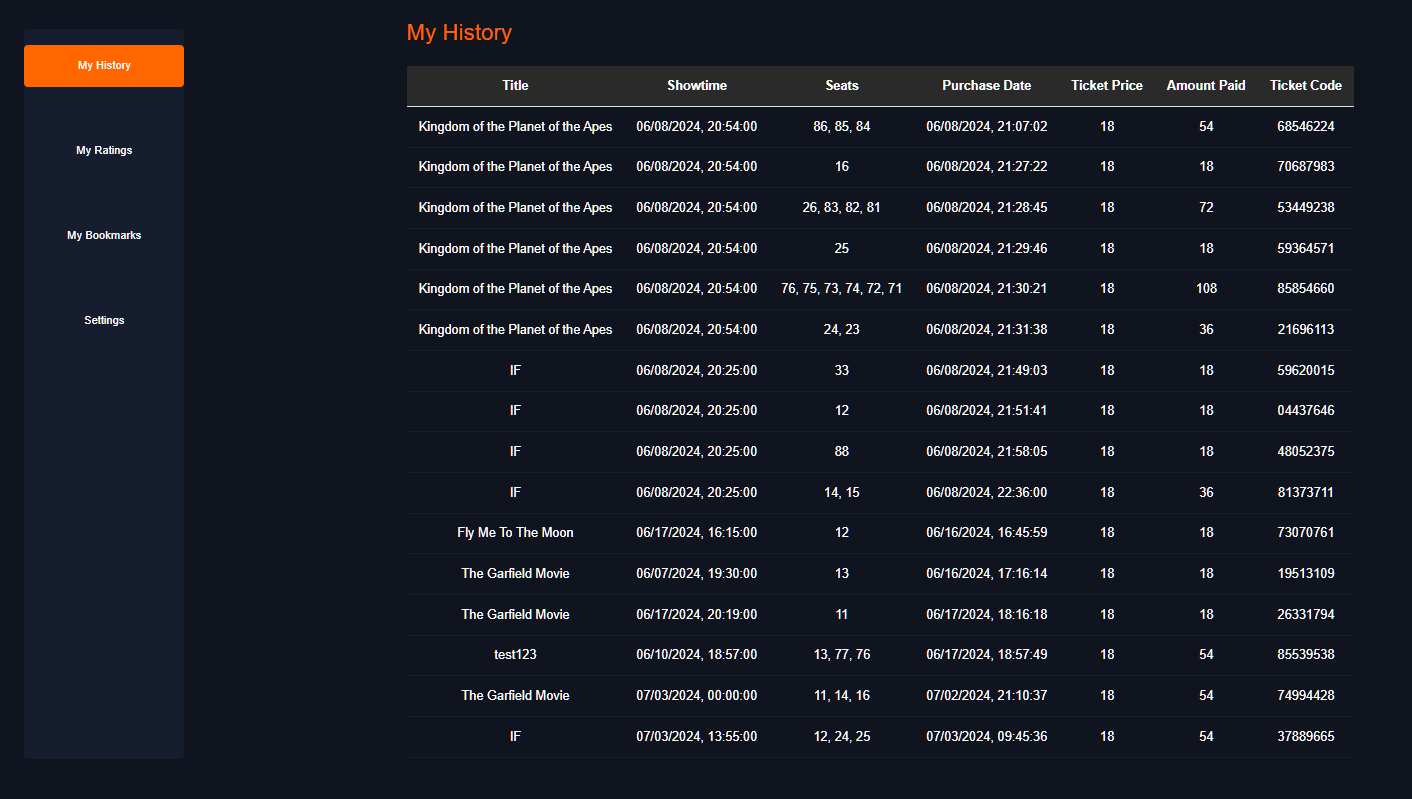 My History
My History
My Ratings
My Bookmarks
Settings
Title Showtime Seats Purchase Date Ticket Price Amount Paid Ticket Code
Kingdom of the Planet of the Apes 06/08/2024, 20:54:00 86, 85, 84 06/08/2024, 21:07:02 18 54 68546224
Kingdom of the Planet of the Apes 06/08/2024, 20:54:00 16 06/08/2024, 21:27:22 18 18 70687983
Kingdom of the Planet of the Apes 06/08/2024, 20:54:00 26, 83, 82, 81 06/08/2024, 21:28:45 18 72 53449238
Kingdom of the Planet of the Apes 06/08/2024, 20:54:00 25 06/08/2024, 21:29:46 18 18 59364571
Kingdom of the Planet of the Apes 06/08/2024, 20:54:00 76, 75, 73, 74, 72, 71 06/08/2024, 21:30:21 18 108 85854660
Kingdom of the Planet of the Apes 06/08/2024, 20:54:00 24, 23 06/08/2024, 21:31:38 18 36 21696113
IF 06/08/2024, 20:25:00 33 06/08/2024, 21:49:03 18 18 59620015
IF 06/08/2024, 20:25:00 12 06/08/2024, 21:51:41 18 18 04437646
IF 06/08/2024, 20:25:00 88 06/08/2024, 21:58:05 18 18 48052375
IF 06/08/2024, 20:25:00 14, 15 06/08/2024, 22:36:00 18 36 81373711
Fly Me To The Moon 06/17/2024, 16:15:00 12 06/16/2024, 16:45:59 18 18 73070761
The Garfield Movie 06/07/2024, 19:30:00 13 06/16/2024, 17:16:14 18 18 19513109
The Garfield Movie 06/17/2024, 20:19:00 11 06/17/2024, 18:16:18 18 18 26331794
test123 06/10/2024, 18:57:00 13, 77, 76 06/17/2024, 18:57:49 18 54 85539538
The Garfield Movie 07/03/2024, 00:00:00 11, 14, 16 07/02/2024, 21:10:37 18 54 74994428
IF 07/03/2024, 13:55:00 12, 24, 25 07/03/2024, 09:45:36 18 54 37889665